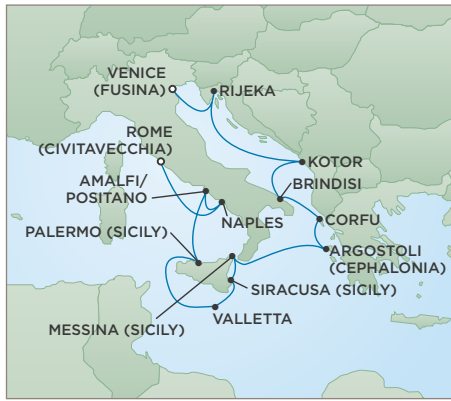 VENICE
(FUSINA)
RIJEKA
ROME
(CIVITAVECCHIA)
KOTOR
AMALFI/
POSITANO
BRINDISI
NAPLES
CORFU
PALERMO (SICILY)
ARGOSTOLI
(CEPHALONIA)
SIRACUSA (SICILY)
MESSINA (SICILY)
VALLETTA